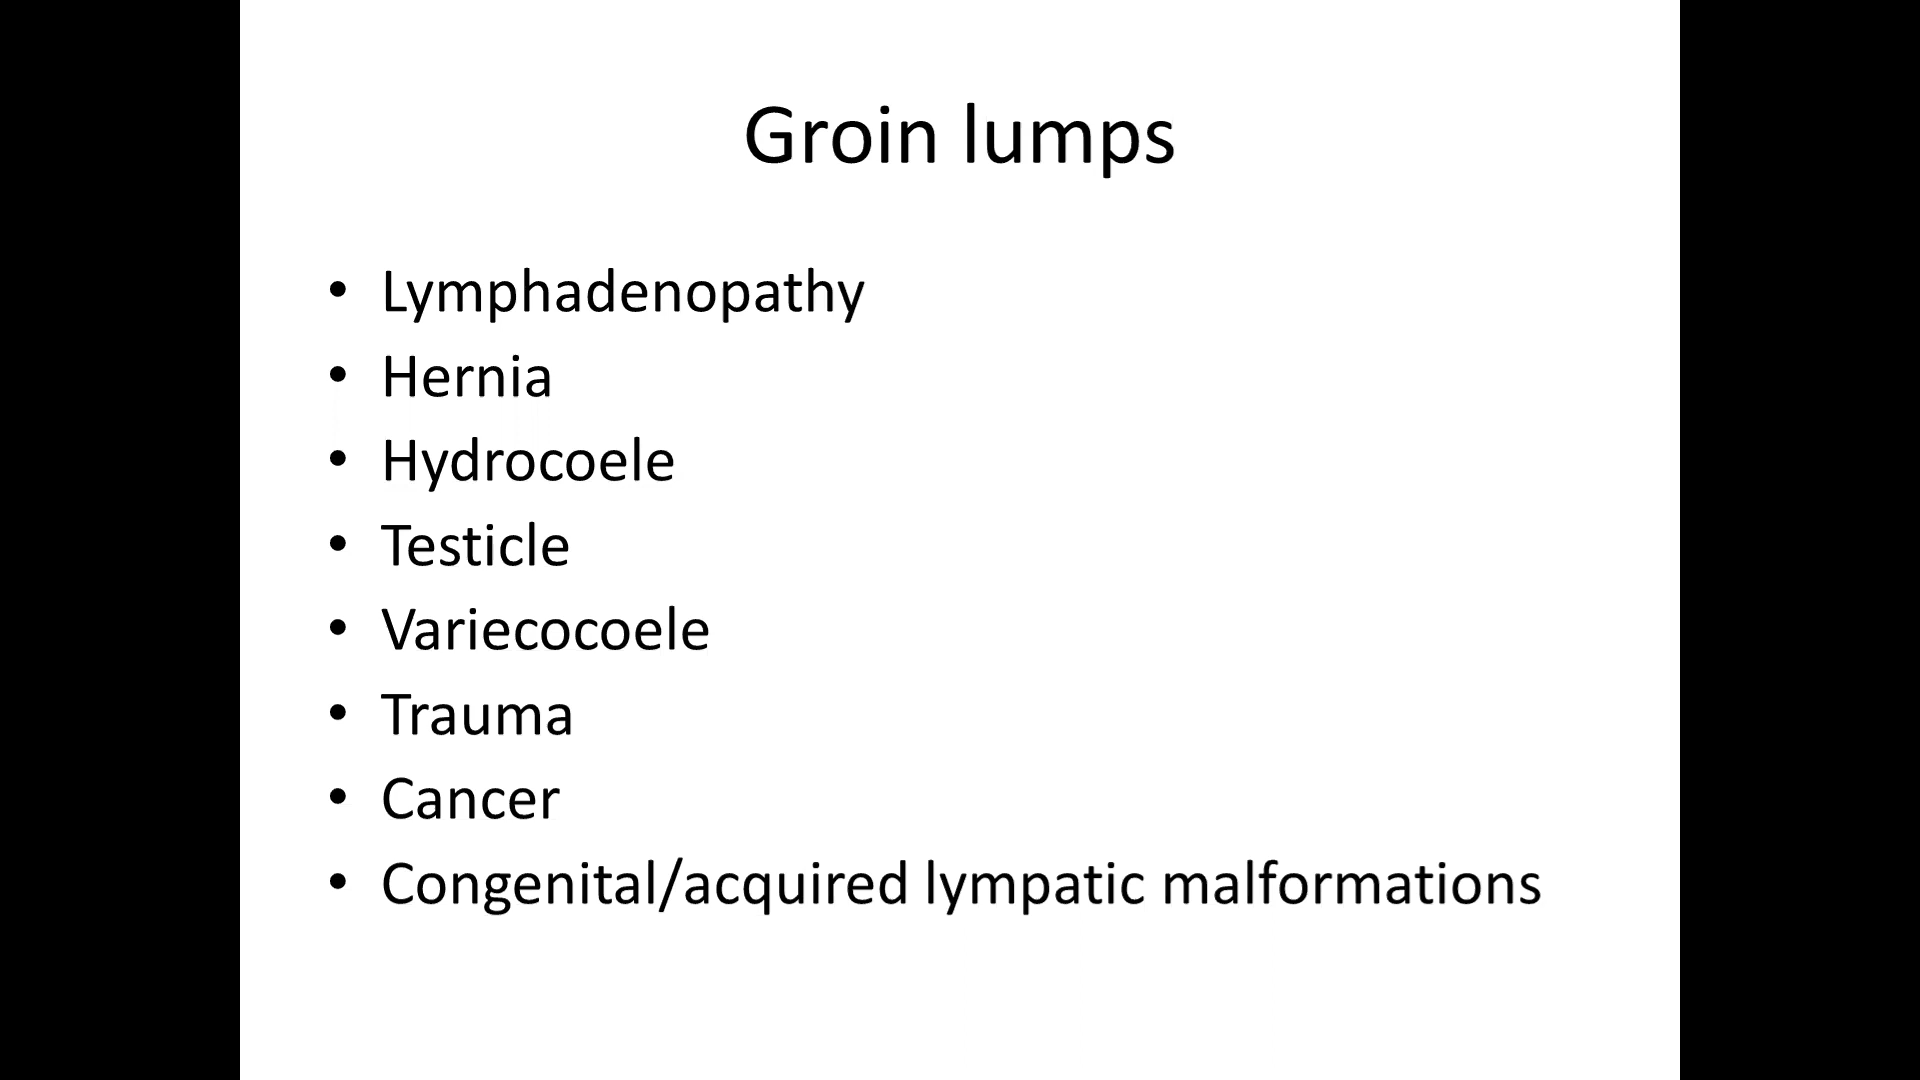 Groin lumps
• Lymphadenopathy
• Hernia
• Hydrocoele
• Testicle
• Variecocoele
• Trauma
• Cancer
• Congenital/acquired lympatic malformations